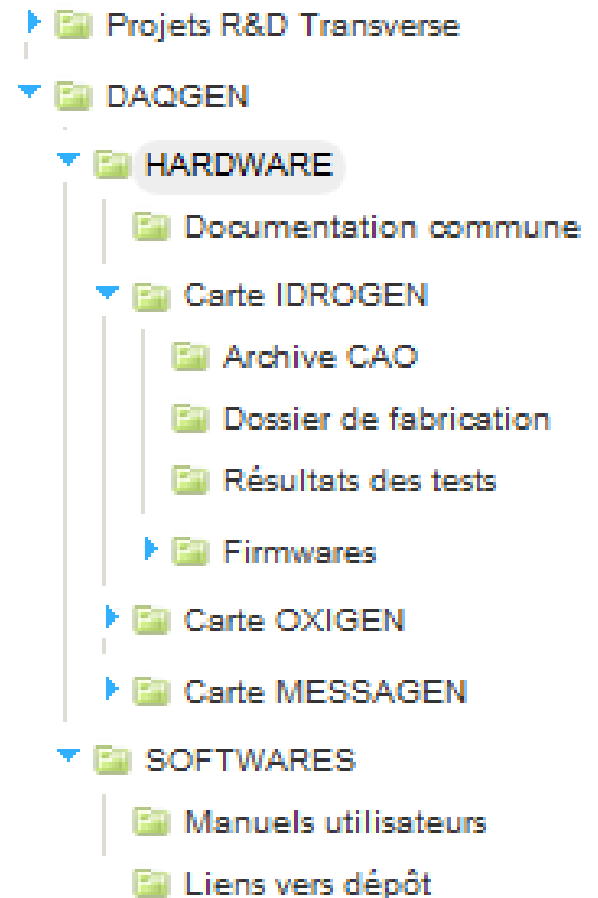 Projets R&D Transverse
DAQGEN
HARDWARE
Documentation commune
Carte IDROGEN
Archive CAO
Dossier de fabrication
Résultats des tests
Firmwares
Carte OXIGEN
Carte MESSAGEN
SOFTWARES
Manuels utilisateurs
Liens vers dépôt